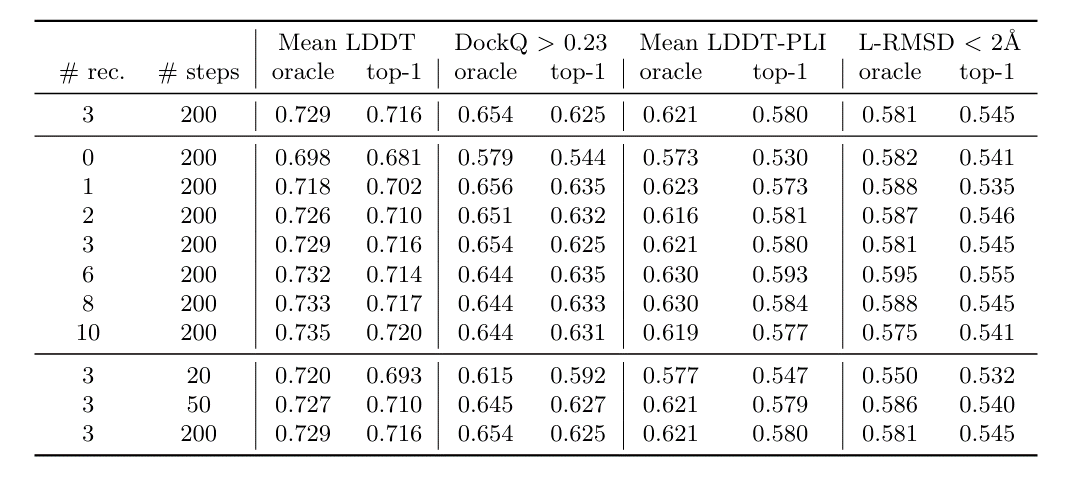 Mean LDDT DockQ > 0.23 Mean LDDT-PLI L-RMSD < 2Å
# rec. # steps oracle top-1 oracle top-1 oracle top-1 oracle top-1
3 200 0.729 0.716 0.654 0.625 0.621 0.580 0.581 0.545
0 200 0.698 0.681 0.579 0.544 0.573 0.530 0.582 0.541
1 200 0.718 0.702 0.656 0.635 0.623 0.573 0.588 0.535
2 200 0.726 0.710 0.651 0.632 0.616 0.581 0.587 0.546
3 200 0.729 0.716 0.654 0.625 0.621 0.580 0.581 0.545
6 200 0.732 0.714 0.644 0.635 0.630 0.593 0.595 0.555
8 200 0.733 0.717 0.644 0.633 0.630 0.584 0.588 0.545
10 200 0.735 0.720 0.644 0.631 0.619 0.577 0.575 0.541
3 20 0.720 0.693 0.615 0.592 0.577 0.547 0.550 0.532
3 50 0.727 0.710 0.645 0.627 0.621 0.579 0.586 0.540
3 200 0.729 0.716 0.654 0.625 0.621 0.580 0.581 0.545